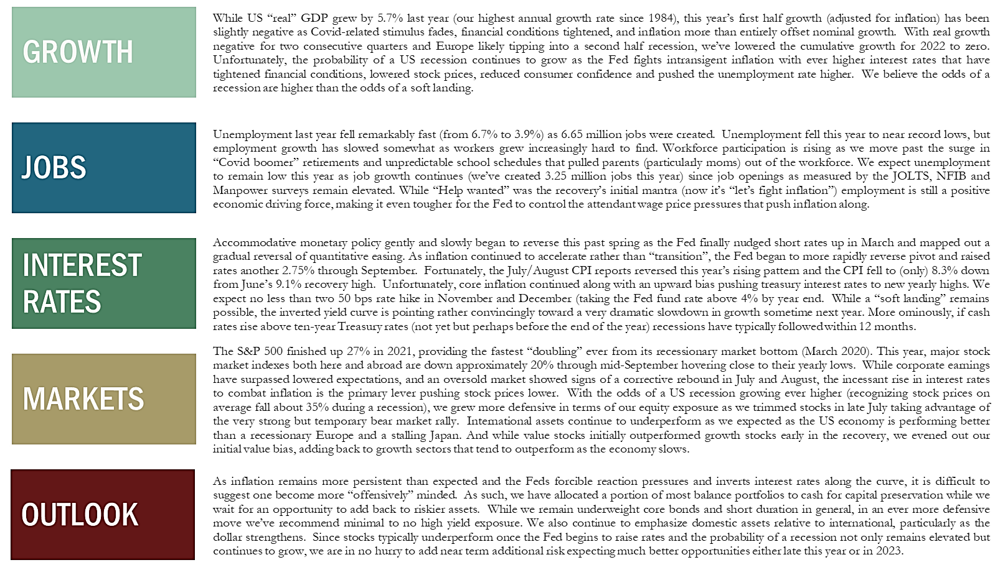 GROWTH
While US “real” GDP grew by 5.7% last year (our highest annual growth rate since 1984), this year’s first half growth (adjusted for inflation) has been
slightly negative as Covid-related stimulus fades, financial conditions tightened, and inflation more than entirely offset nominal growth.  With real growth
negative for two consecutive quarters and Europe likely tipping into a second half recession, we’ve lowered the cumulative growth for 2022 to zero.
Unfortunately, the probability of a US recession continues to grow as the Fed fights intransigent inflation with ever higher interest rates that have
tightened financial conditions, lowered stock prices, reduced consumer confidence and pushed the unemployment rate higher.  We believe the odds of a
recession are higher than the odds of a soft landing.
JOBS
Unemployment last year fell remarkably fast (from 6.7% to 3.9%) as 6.65 million jobs were created.  Unemployment fell this year to near record lows, but
employment growth has slowed somewhat as workers grew increasingly hard to find. Workforce participation is rising as we move past the surge in
“Covid boomer” retirements and unpredictable school schedules that pulled parents (particularly moms) out of the workforce. We expect unemployment
to remain low this year as job growth continues (we’ve created 3.25 million jobs this year) since job openings as measured by the JOLTS, NFIB and
Manpower surveys remain elevated. While “Help wanted” was the recovery’s initial mantra (now it’s “let’s fight inflation”) employment is still a positive
economic driving force, making it even tougher for the Fed to control the attendant wage price pressures that push inflation along.
INTEREST
RATES
Accommodative monetary policy gently and slowly began to reverse this past spring as the Fed finally nudged short rates up in March and mapped out a
gradual reversal of quantitative easing. As inflation continued to accelerate rather than “transition”, the Fed began to more rapidly reverse pivot and raised
rates another 2.75% through September.  Fortunately, the July/August CPI reports reversed this year’s rising pattern and the CPI fell to (only) 8.3% down
from June’s 9.1% recovery high.  Unfortunately, core inflation continued along with an upward bias pushing treasury interest rates to new yearly highs. We
expect no less than two 50 bps rate hike in November and December (taking the Fed fund rate above 4% by year end.  While a “soft landing” remains
possible, the inverted yield curve is pointing rather convincingly toward a very dramatic slowdown in growth sometime next year. More ominously, if cash
rates rise above ten-year Treasury rates (not yet but perhaps before the end of the year) recessions have typically followed within 12 months.
MARKETS
The S&P 500 finished up 27% in 2021, providing the fastest “doubling” ever from its recessionary market bottom (March 2020). This year, major stock
market indexes both here and abroad are down approximately 20% through mid-September hovering close to their yearly lows.  While corporate earnings
have surpassed lowered expectations, and an oversold market showed signs of a corrective rebound in July and August, the incessant rise in interest rates
to combat inflation is the primary lever pushing stock prices lower.  With the odds of a US recession growing ever higher (recognizing stock prices on
average fall about 35% during a recession), we grew more defensive in terms of our equity exposure as we trimmed stocks in late July taking advantage of
the very strong but temporary bear market rally.  International assets continue to underperform as we expected as the US economy is performing better
than a recessionary Europe and a stalling Japan. And while value stocks initially outperformed growth stocks early in the recovery, we evened out our
initial value bias, adding back to growth sectors that tend to outperform as the economy slows.
OUTLOOK
As inflation remains more persistent than expected and the Feds forcible reaction pressures and inverts interest rates along the curve, it is difficult to
suggest one become more “offensively” minded.  As such, we have allocated a portion of most balance portfolios to cash for capital preservation while we
wait for an opportunity to add back to riskier assets.  While we remain underweight core bonds and short duration in general, in an ever more defensive
move we’ve recommend minimal to no high yield exposure. We also continue to emphasize domestic assets relative to international, particularly as the
dollar strengthens.  Since stocks typically underperform once the Fed begins to raise rates and the probability of a recession not only remains elevated but
continues to grow, we are in no hurry to add near term additional risk expecting much better opportunities either late this year or in 2023.